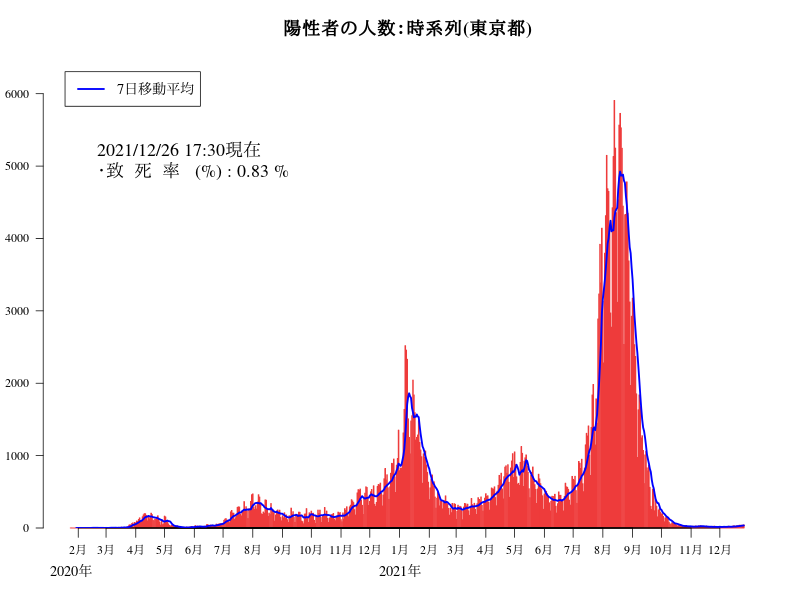 陽性者の人数:時系列(東京都)
7日移動平均
2021/12/26 17:30現在
・致 死 率 (%) : 0.83 %
6000
5000
4000
3000
2000
1000
0
2月 3月 4月 5月 6月 7月 8月 9月 10月 11月 12月 1月 2月 3月 4月 5月 6月 7月 8月 9月 10月 11月 12月
2020年 2021年